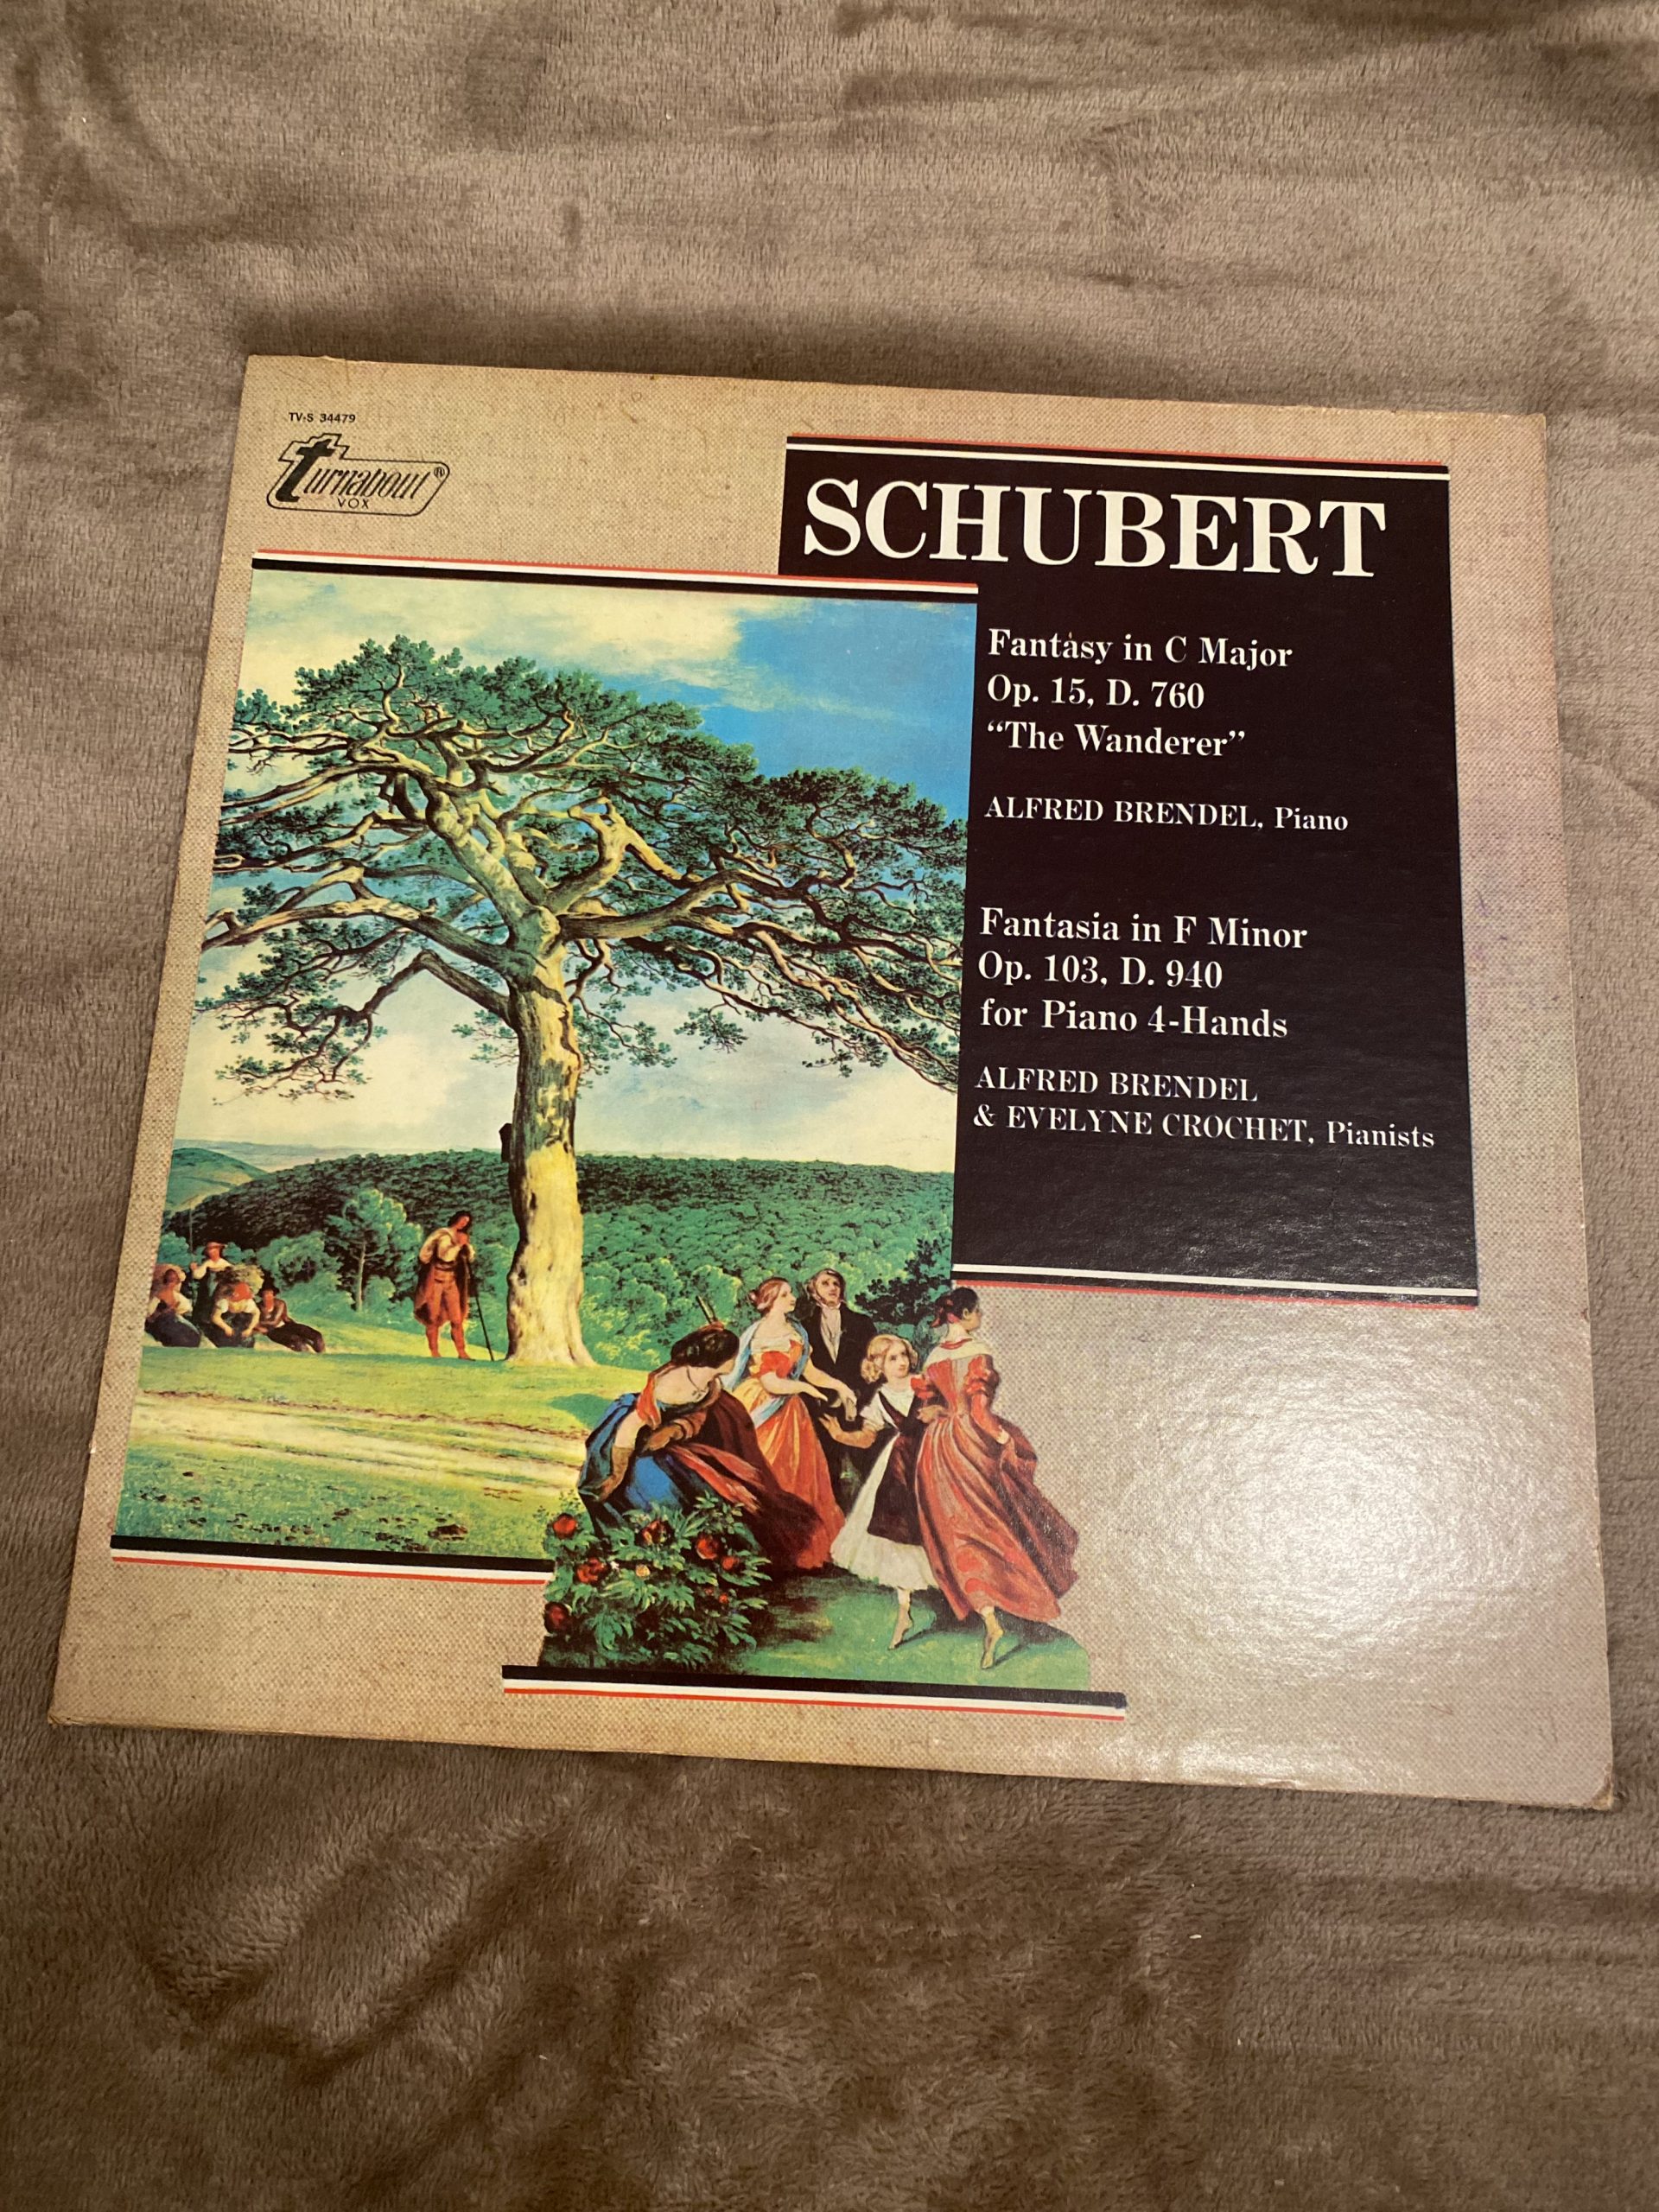 TV-S 34479
turnabout®
VOX
SCHUBERT
Fantasy in C Major
Op. 15, D. 760
“The Wanderer”
ALFRED BRENDEL, Piano
Fantasia in F Minor
Op. 103, D. 940
for Piano 4-Hands
ALFRED BRENDEL
& EVELYNE CROCHET, Pianists